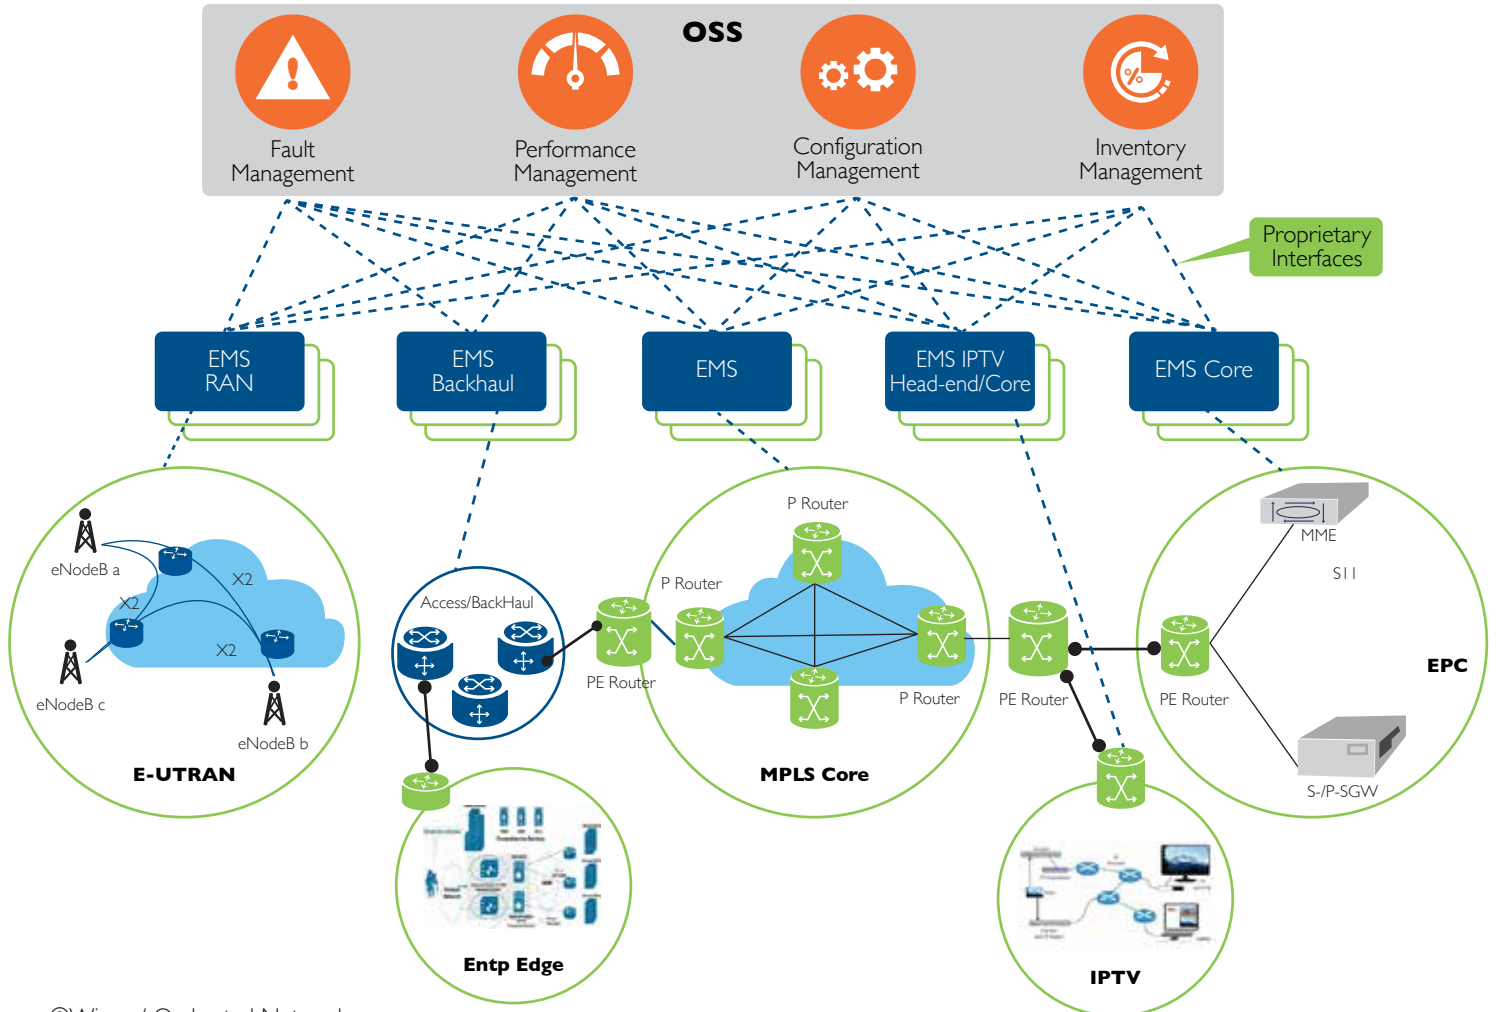 OSS
Fault
Management
Performance
Management
Configuration
Management
Inventory
Management
%
Proprietary
Interfaces
EMS
RAN
EMS
Backhaul
EMS
EMS IPTV
Head-end/Core
EMS Core
eNodeB a
X2
X2
X2
eNodeB c
eNodeB b
E-UTRAN
Access/BackHaul
PE Router
P Router
P Router
P Router
MPLS Core
PE Router
PE Router
MME
S11
EPC
S-/P-SGW
Entp Edge
IPTV